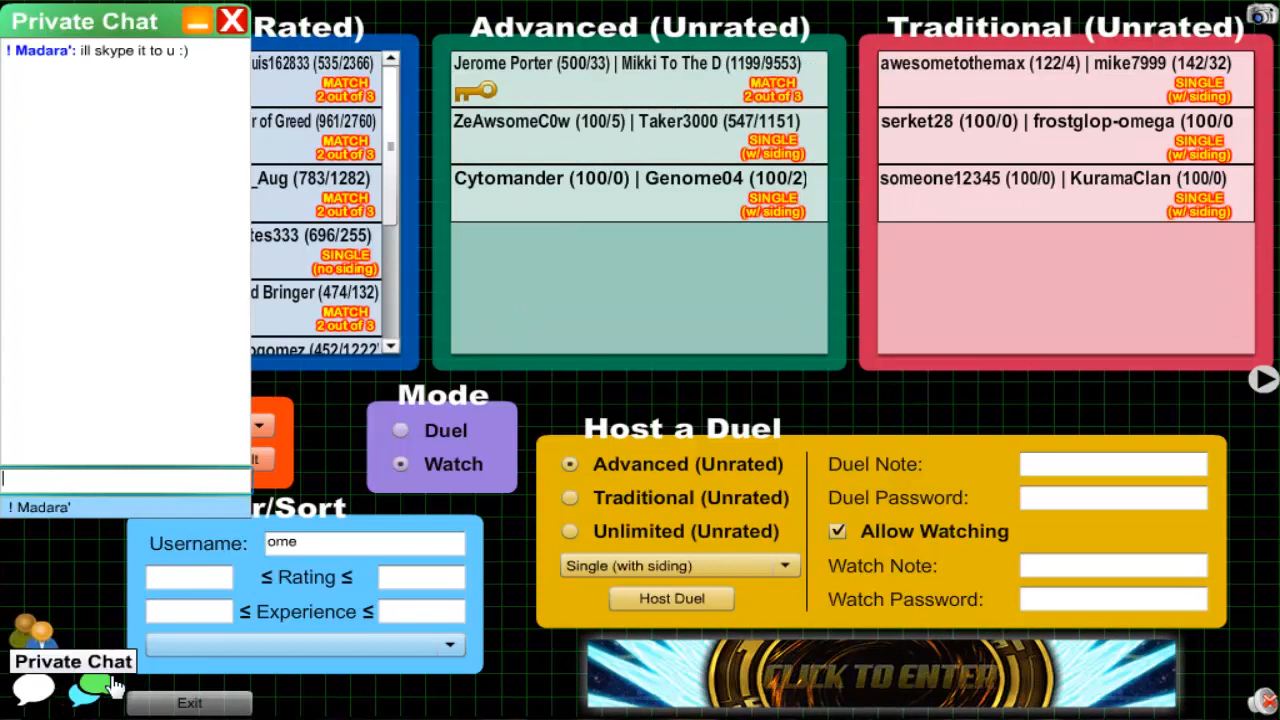 Private Chat
! Madara': ill skype it to u :)
! Madara'
Rated)
uis162833 (535/2366)
MATCH
2 out of 3
r of Greed (961/2760)
MATCH
2 out of 3
_Aug (783/1282)
MATCH
2 out of 3
tes333 (696/255)
SINGLE
(no siding)
d Bringer (474/132)
MATCH
2 out of 3
ogomez (452/1222
Advanced (Unrated)
Jerome Porter (500/33) | Mikki To The D (1199/9553)
MATCH
2 out of 3
ZeAwsomeC0w (100/5) | Taker3000 (547/1151)
SINGLE
(w/ siding)
Cytomander (100/0) | Genome04 (100/2)
SINGLE
(w/ siding)
Traditional (Unrated)
awesometothemax (122/4) | mike7999 (142/32)
SINGLE
(w/ siding)
serket28 (100/0) | frostglop-omega (100/0
SINGLE
(w/ siding)
someone12345 (100/0) | KuramaClan (100/0)
SINGLE
(w/ siding)
Mode
Duel
Watch
r/Sort
Username: ome
≤ Rating ≤
≤ Experience ≤
Private Chat
Exit
Host a Duel
Advanced (Unrated)
Traditional (Unrated)
Unlimited (Unrated)
Single (with siding)
Host Duel
Duel Note:
Duel Password:
Allow Watching
Watch Note:
Watch Password:
CLICK TO ENTER